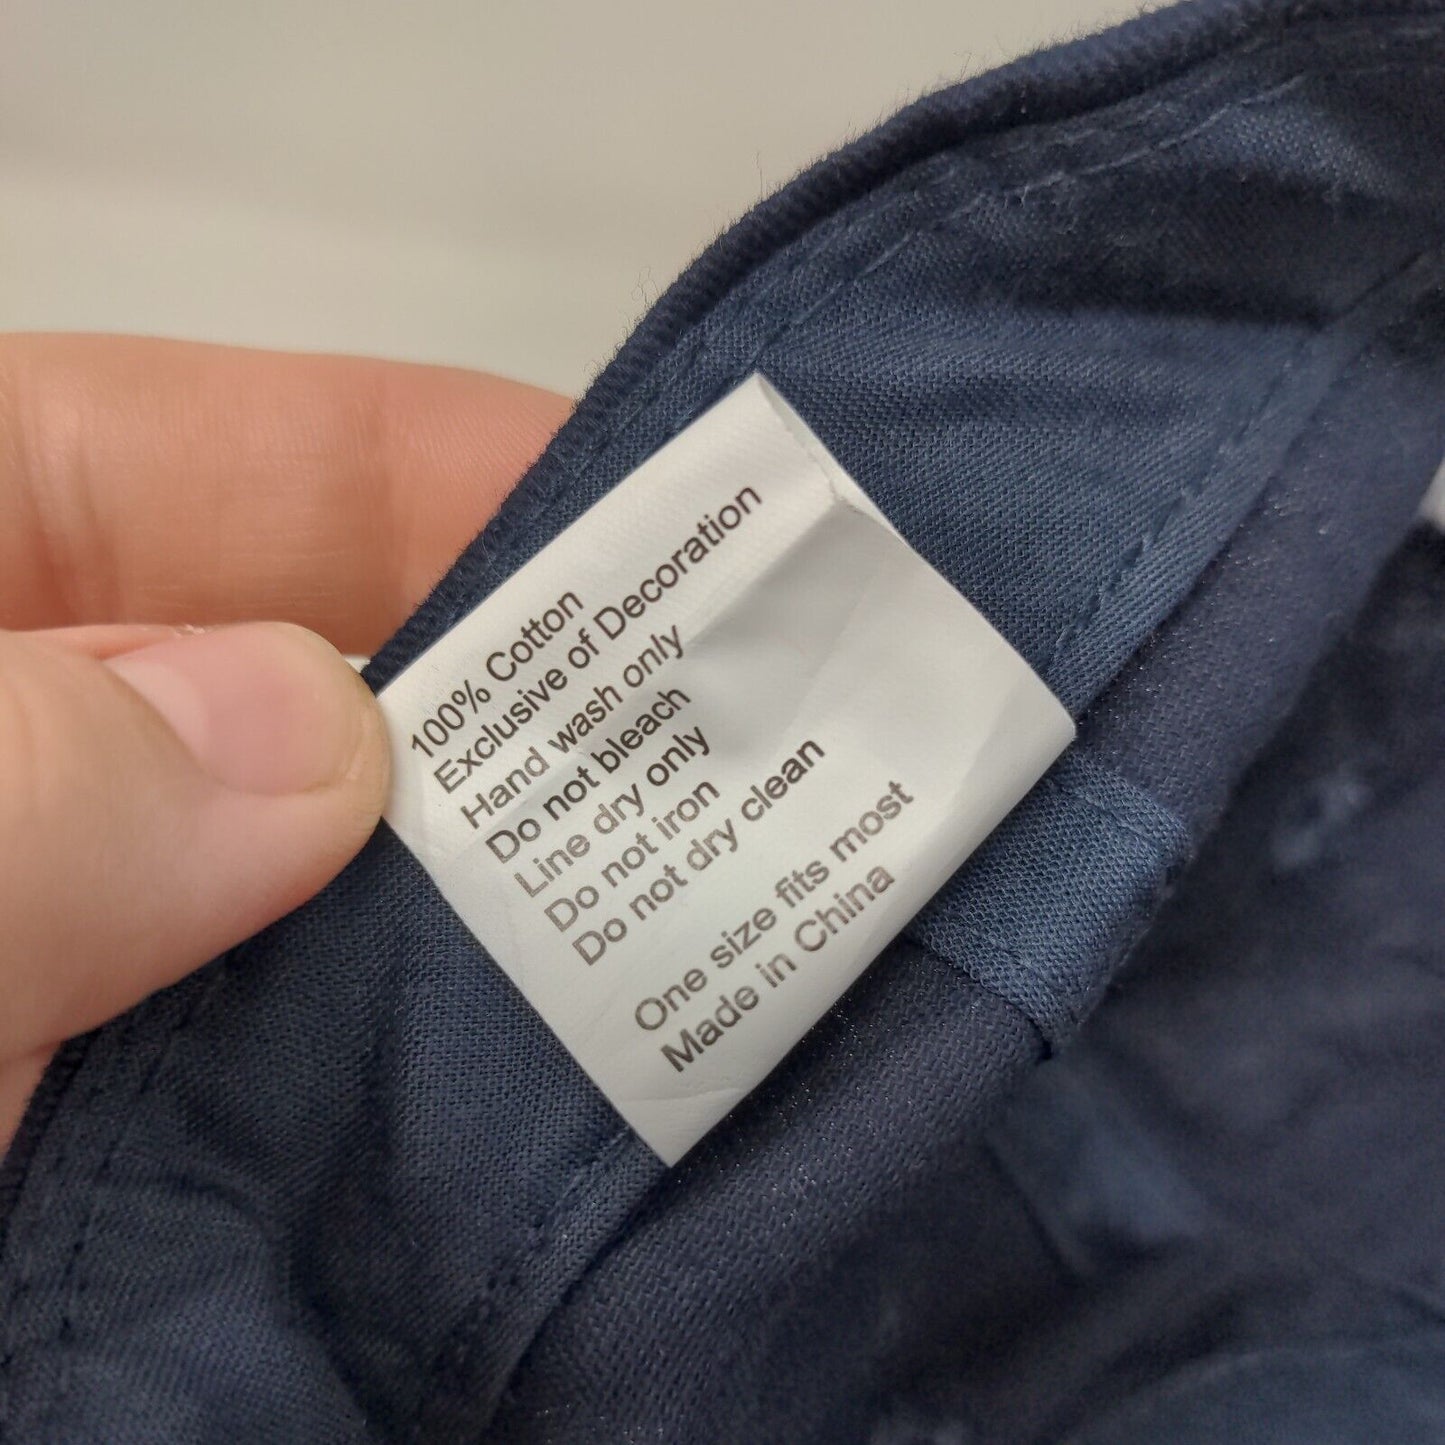 100% Cotton
Exclusive of Decoration
Hand wash only
Do not bleach
Line dry only
Do not iron
Do not dry clean
One size fits most
Made in China